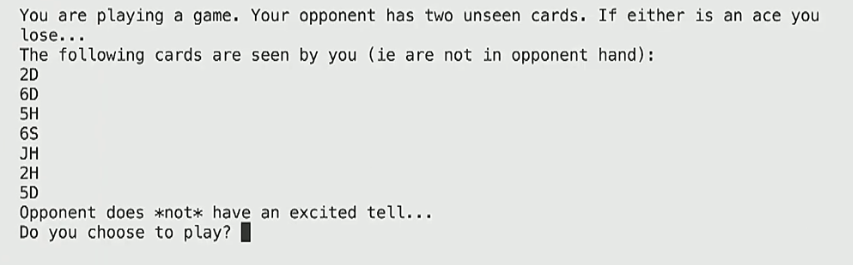 You are playing a game. Your opponent has two unseen cards. If either is an ace you
lose...
The following cards are seen by you (ie are not in opponent hand):
2D
6D
5H
6S
JH
2H
5D
Opponent does *not* have an excited tell...
Do you choose to play?